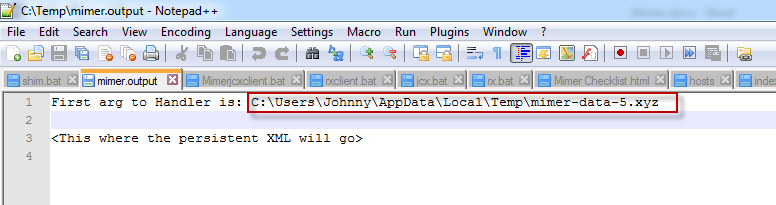 C:\Temp\mimer.output - Notepad++
File Edit Search View Encoding Language Settings Macro Run Plugins Window ?
shim.bat mimer.output Mimerjcxclient.bat rxclient.bat jcx.bat rx.bat Mimer Checklist.html hosts index
1 First arg to Handler is: C:\Users\Johnny\AppData\Local\Temp\mimer-data-5.xyz
2
3 <This where the persistent XML will go>
4